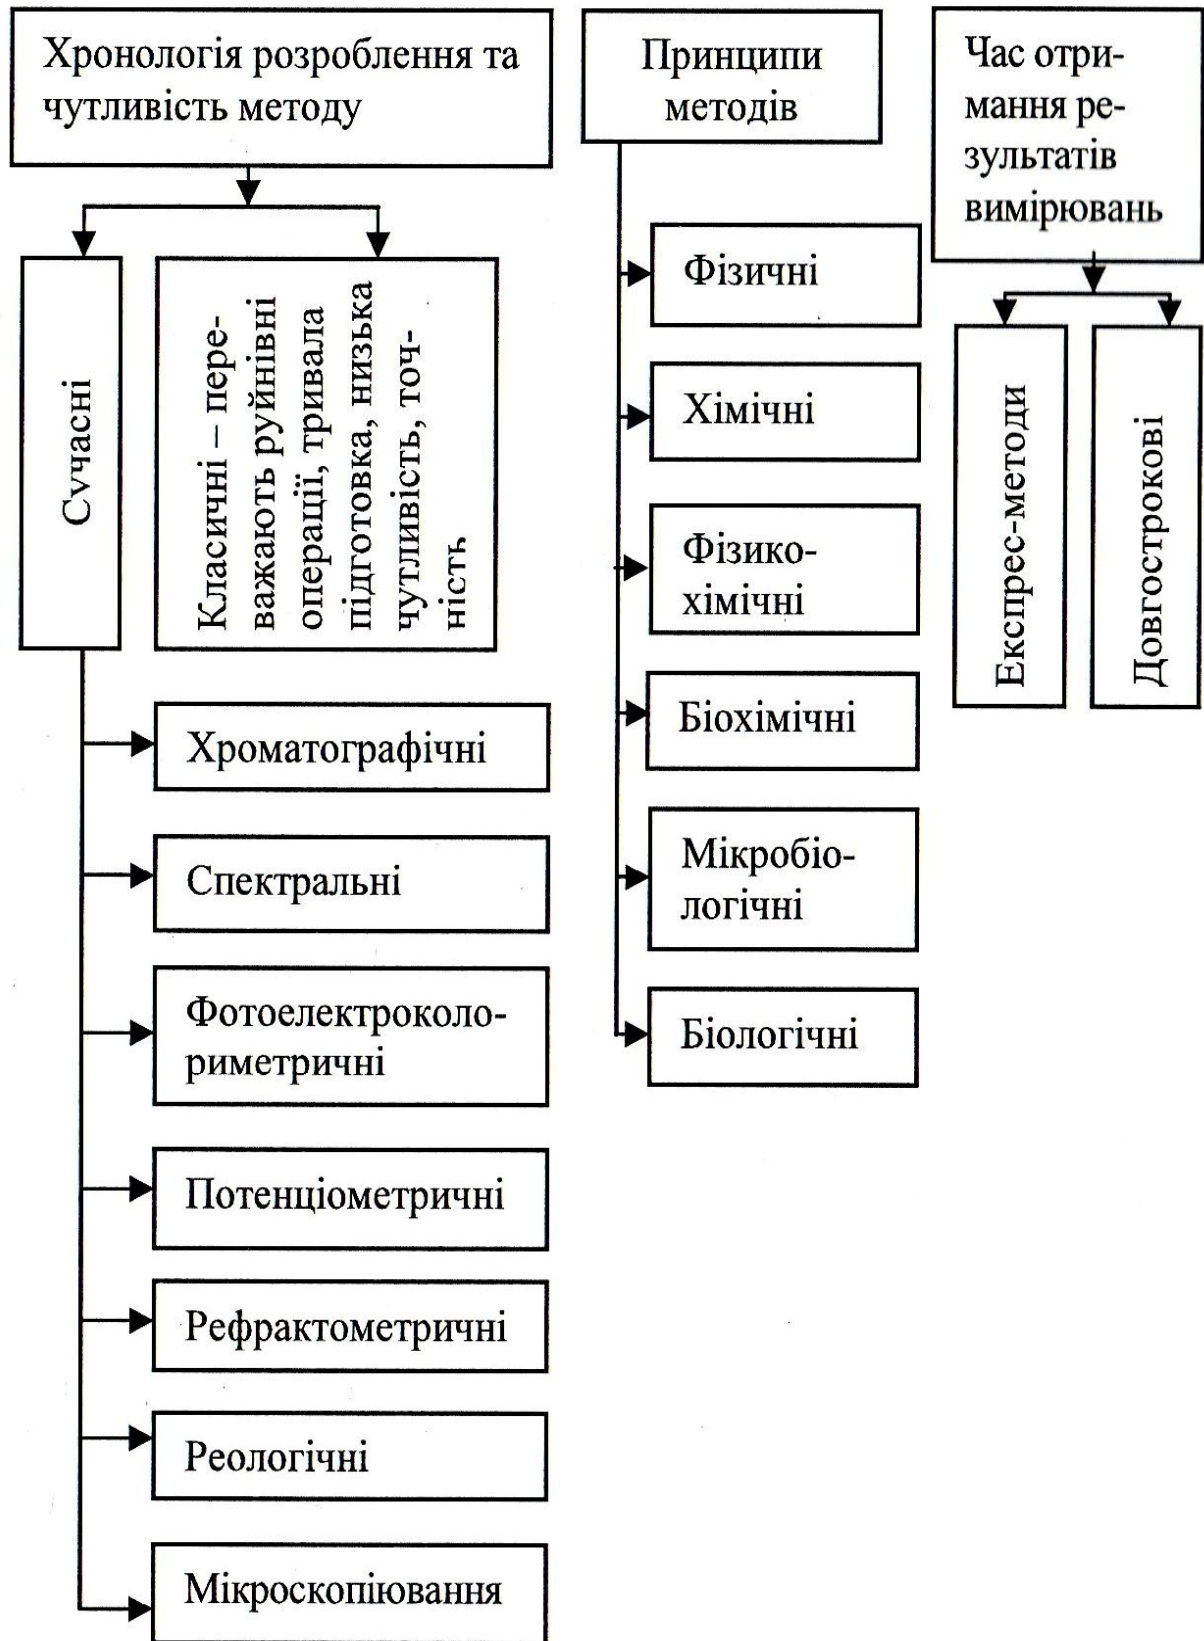 Хронологія розроблення та
чутливість методу
Сучасні
Класичні – пере-
важають руйнівні
операції, тривала
підготовка, низька
чутливість, точ-
ність
Хроматографічні
Спектральні
Фотоелектроколо-
риметричні
Потенціометричні
Рефрактометричні
Реологічні
Мікроскопіювання
Принципи
методів
Фізичні
Хімічні
Фізико-
хімічні
Біохімічні
Мікробіо-
логічні
Біологічні
Час отри-
мання ре-
зультатів
вимірювань
Експрес-методи
Довгострокові